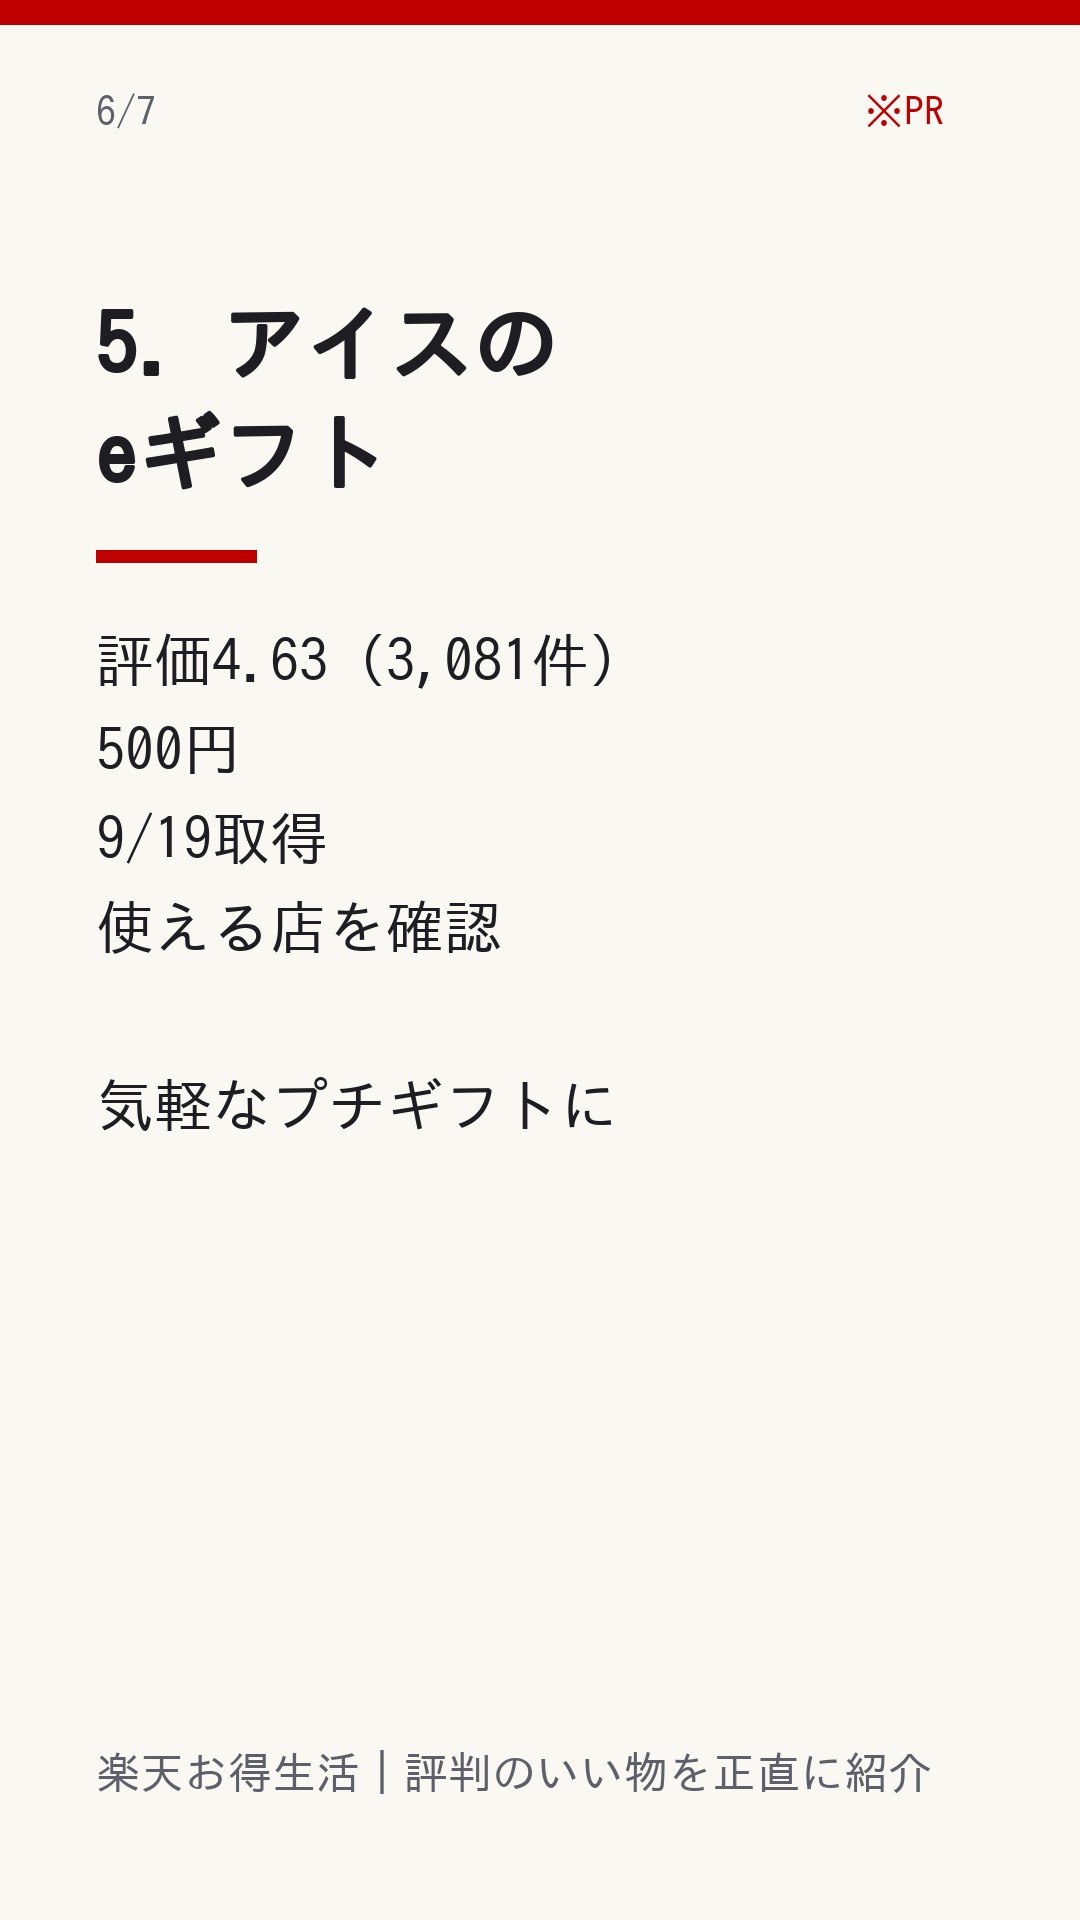 6/7
※PR
5. アイスの
eギフト
評価4.63（3,081件）
500円
9/19取得
使える店を確認
気軽なプチギフトに
楽天お得生活｜評判のいい物を正直に紹介